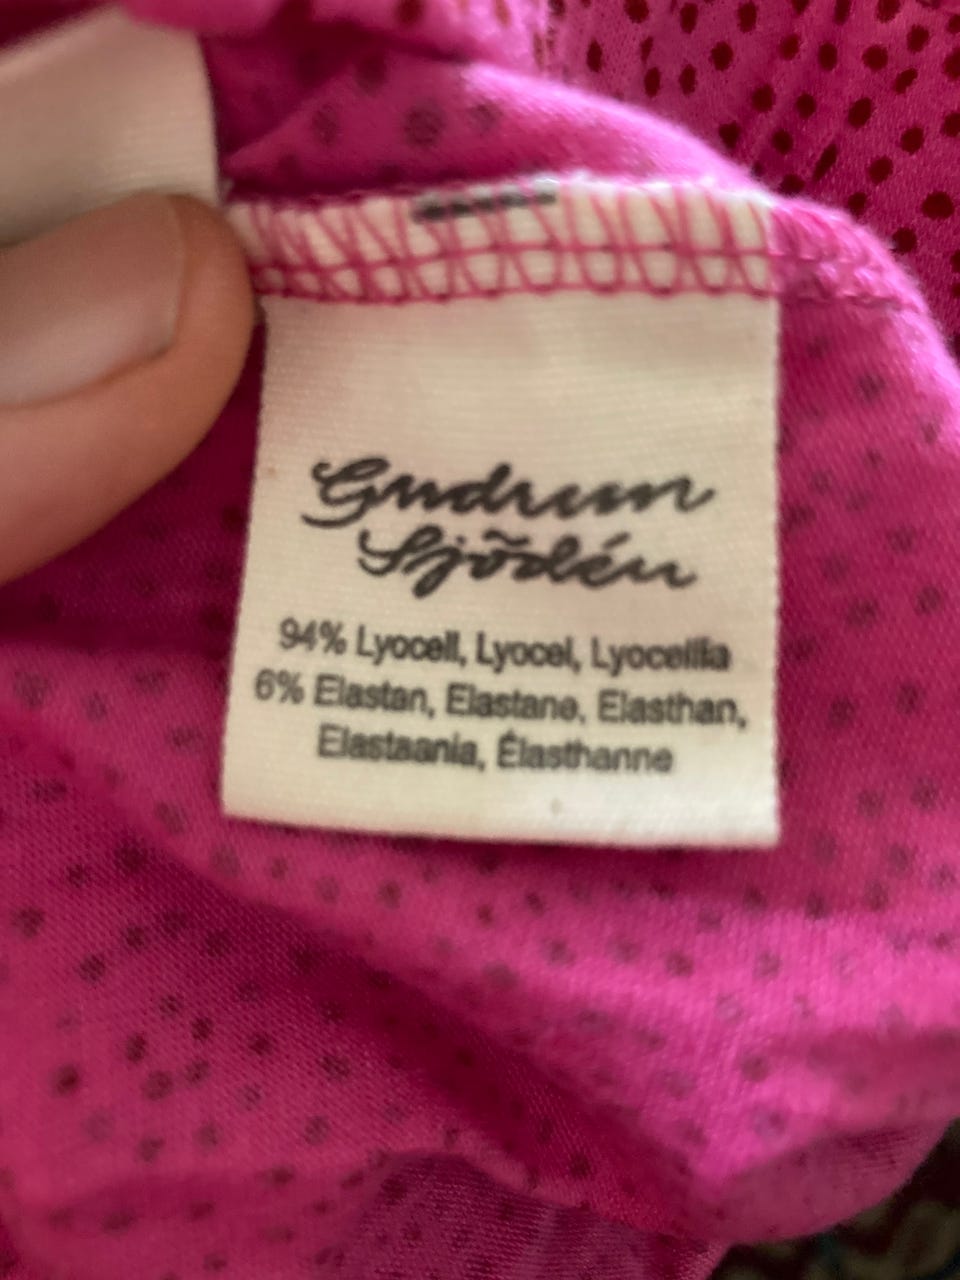 Gudrun
Sjödén
94% Lyocell, Lyocel, Lyocellia
6% Elastan, Elastane, Elasthan,
Elastaania, Élasthanne